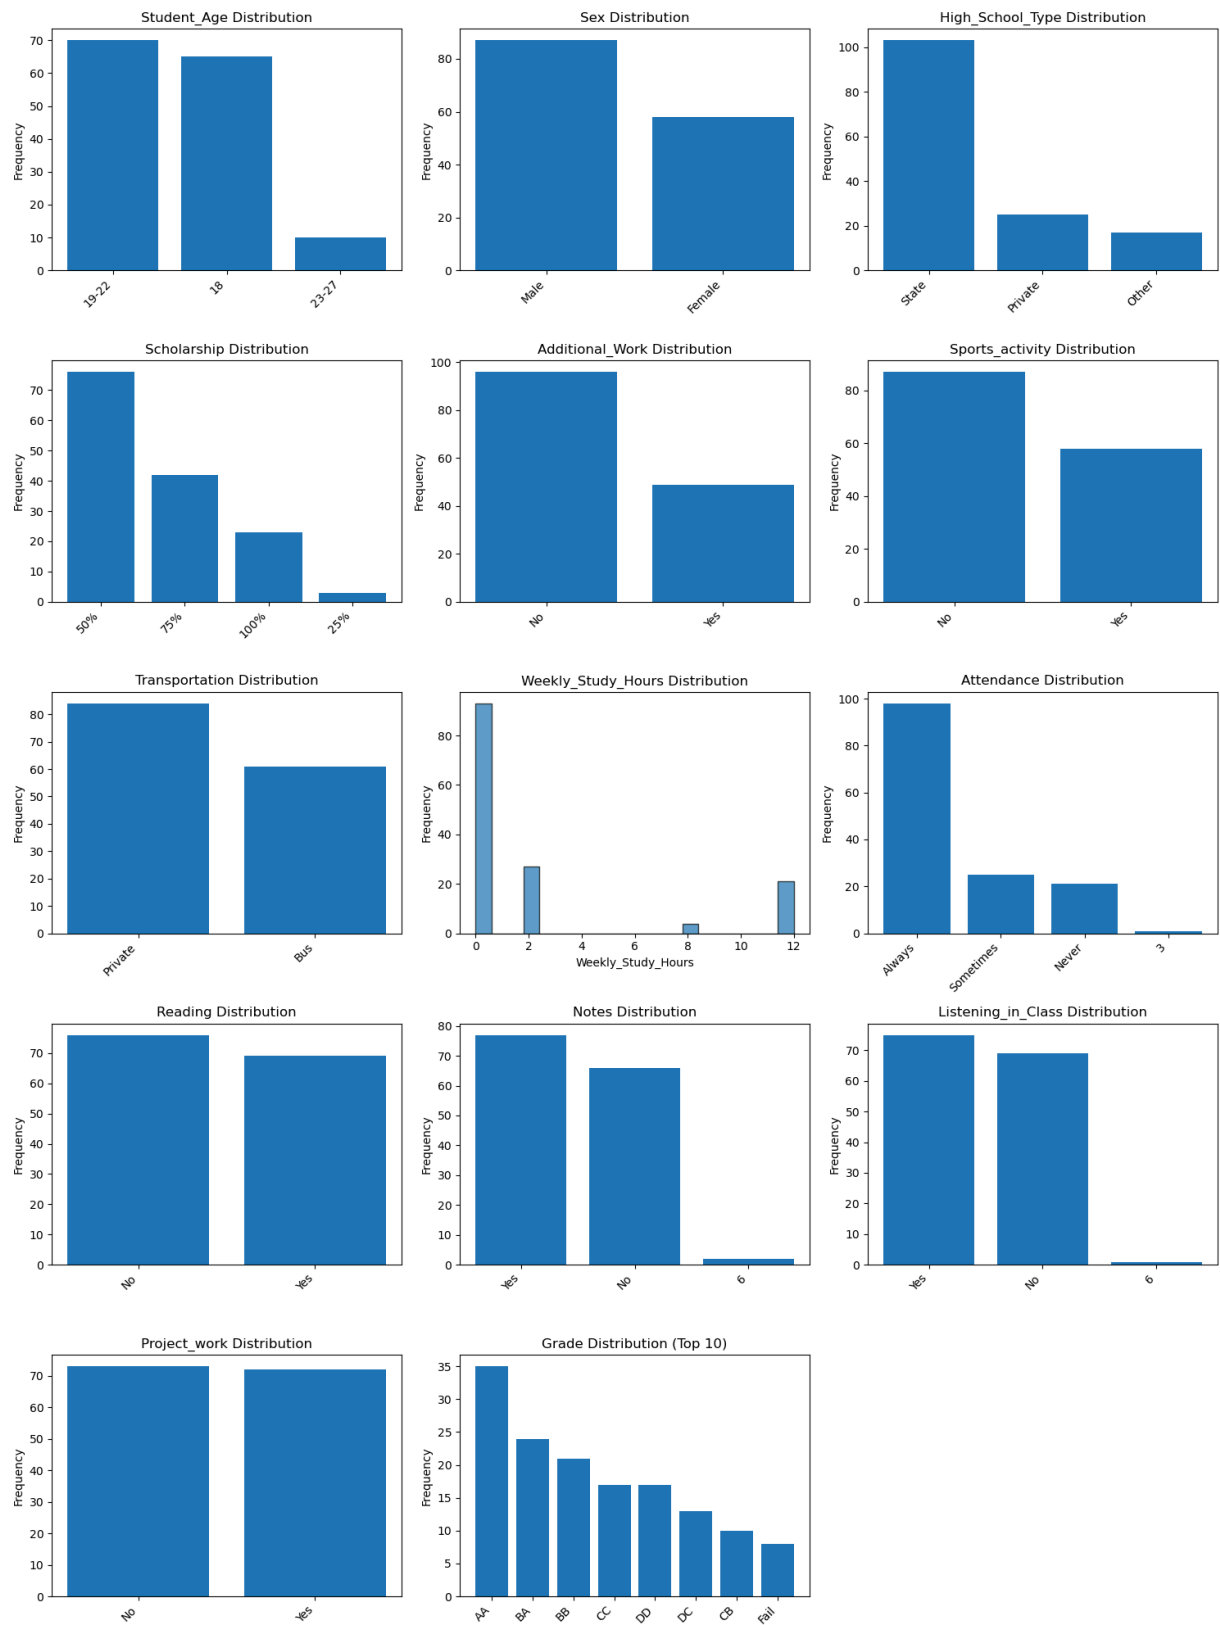 Student_Age Distribution
Frequency
70
60
50
40
30
20
10
0
19-22
18
23-27
Sex Distribution
Frequency
80
60
40
20
0
Male
Female
High_School_Type Distribution
Frequency
100
80
60
40
20
0
State
Private
Other
Scholarship Distribution
Frequency
70
60
50
40
30
20
10
0
50%
75%
100%
25%
Additional_Work Distribution
Frequency
100
80
60
40
20
0
No
Yes
Sports_activity Distribution
Frequency
80
60
40
20
0
No
Yes
Transportation Distribution
Frequency
80
70
60
50
40
30
20
10
0
Private
Bus
Weekly_Study_Hours Distribution
Frequency
80
60
40
20
0
0
2
4
6
8
10
12
Weekly_Study_Hours
Attendance Distribution
Frequency
100
80
60
40
20
0
Always
Sometimes
Never
3
Reading Distribution
Frequency
70
60
50
40
30
20
10
0
No
Yes
Notes Distribution
Frequency
80
70
60
50
40
30
20
10
0
Yes
No
6
Listening_in_Class Distribution
Frequency
70
60
50
40
30
20
10
0
Yes
No
6
Project_work Distribution
Frequency
70
60
50
40
30
20
10
0
No
Yes
Grade Distribution (Top 10)
Frequency
35
30
25
20
15
10
5
0
AA
BA
BB
CC
DD
DC
CB
Fail